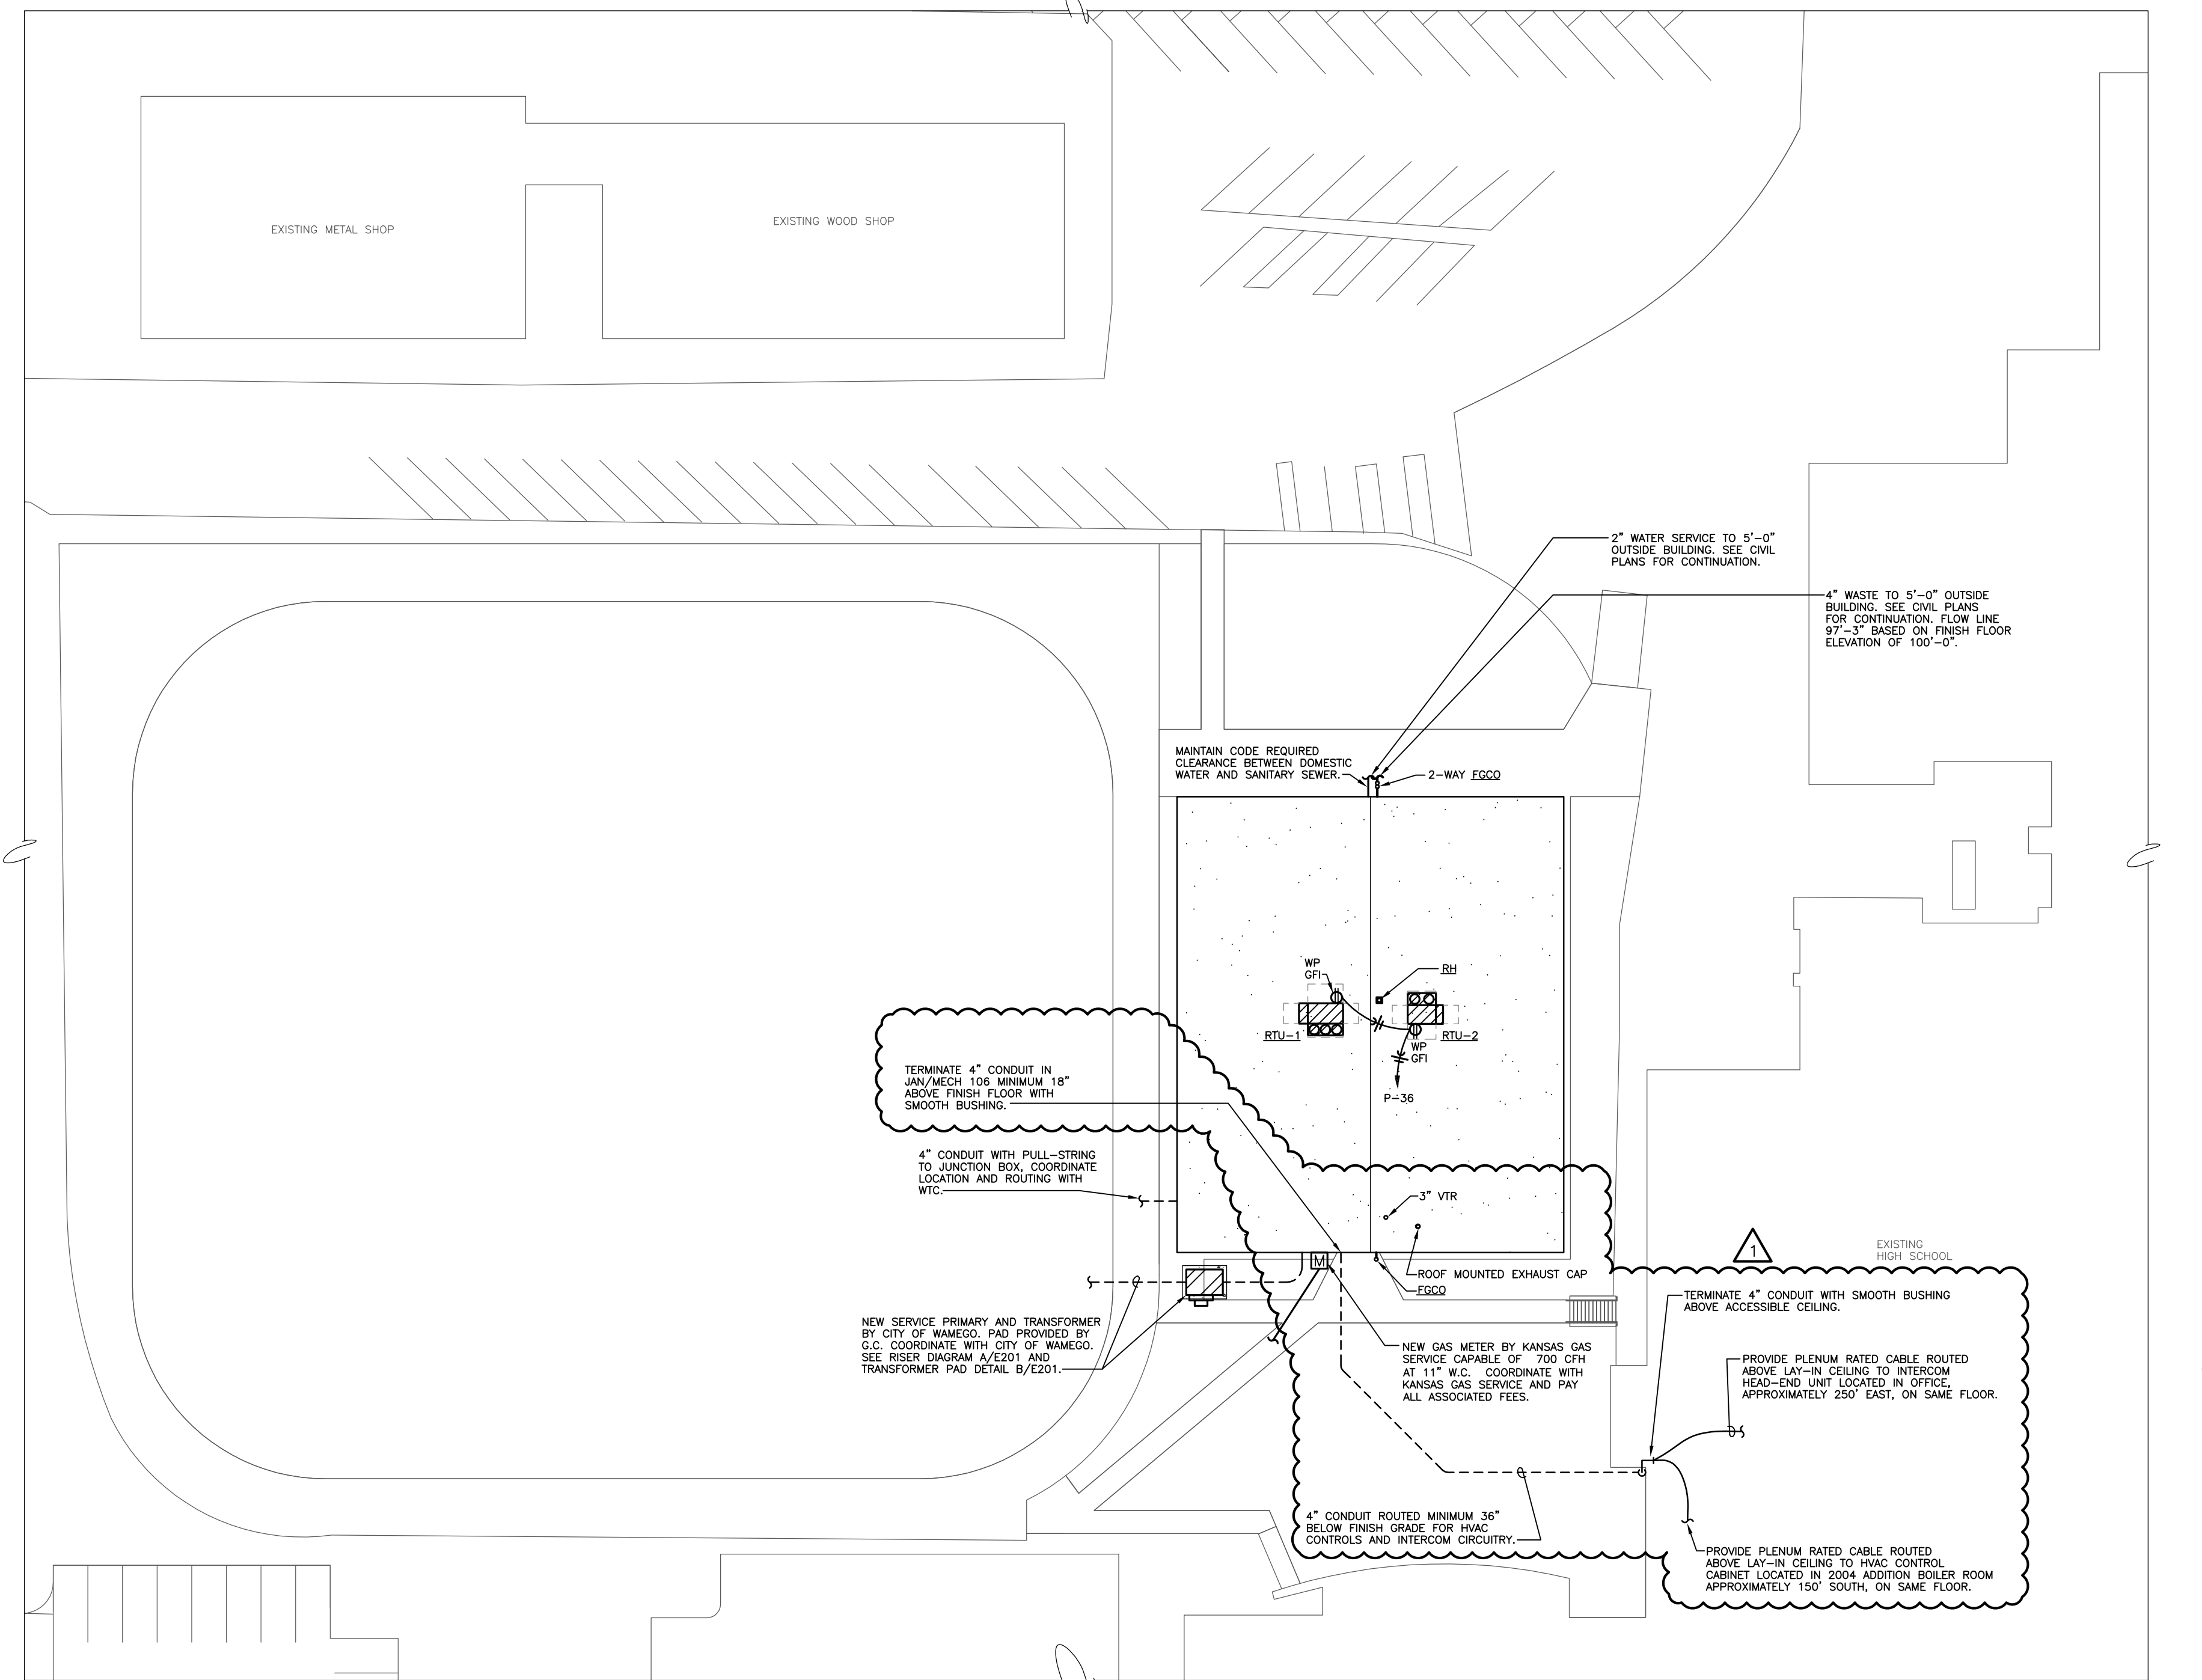 EXISTING METAL SHOP
EXISTING WOOD SHOP
2" WATER SERVICE TO 5'-0"
OUTSIDE BUILDING. SEE CIVIL
PLANS FOR CONTINUATION.
4" WASTE TO 5'-0" OUTSIDE
BUILDING. SEE CIVIL PLANS
FOR CONTINUATION. FLOW LINE
97'-3" BASED ON FINISH FLOOR
ELEVATION OF 100'-0".
MAINTAIN CODE REQUIRED
CLEARANCE BETWEEN DOMESTIC
WATER AND SANITARY SEWER.
2-WAY FGCO
WP
GFI
RH
RTU-1
RTU-2
WP
GFI
P-36
TERMINATE 4" CONDUIT IN
JAN/MECH 106 MINIMUM 18"
ABOVE FINISH FLOOR WITH
SMOOTH BUSHING.
4" CONDUIT WITH PULL-STRING
TO JUNCTION BOX, COORDINATE
LOCATION AND ROUTING WITH
WTC.
3" VTR
M
ROOF MOUNTED EXHAUST CAP
FGCO
1
EXISTING
HIGH SCHOOL
TERMINATE 4" CONDUIT WITH SMOOTH BUSHING
ABOVE ACCESSIBLE CEILING.
NEW SERVICE PRIMARY AND TRANSFORMER
BY CITY OF WAMEGO. PAD PROVIDED BY
G.C. COORDINATE WITH CITY OF WAMEGO.
SEE RISER DIAGRAM A/E201 AND
TRANSFORMER PAD DETAIL B/E201.
NEW GAS METER BY KANSAS GAS
SERVICE CAPABLE OF 700 CFH
AT 11" W.C. COORDINATE WITH
KANSAS GAS SERVICE AND PAY
ALL ASSOCIATED FEES.
PROVIDE PLENUM RATED CABLE ROUTED
ABOVE LAY-IN CEILING TO INTERCOM
HEAD-END UNIT LOCATED IN OFFICE,
APPROXIMATELY 250' EAST, ON SAME FLOOR.
4" CONDUIT ROUTED MINIMUM 36"
BELOW FINISH GRADE FOR HVAC
CONTROLS AND INTERCOM CIRCUITRY.
PROVIDE PLENUM RATED CABLE ROUTED
ABOVE LAY-IN CEILING TO HVAC CONTROL
CABINET LOCATED IN 2004 ADDITION BOILER ROOM
APPROXIMATELY 150' SOUTH, ON SAME FLOOR.